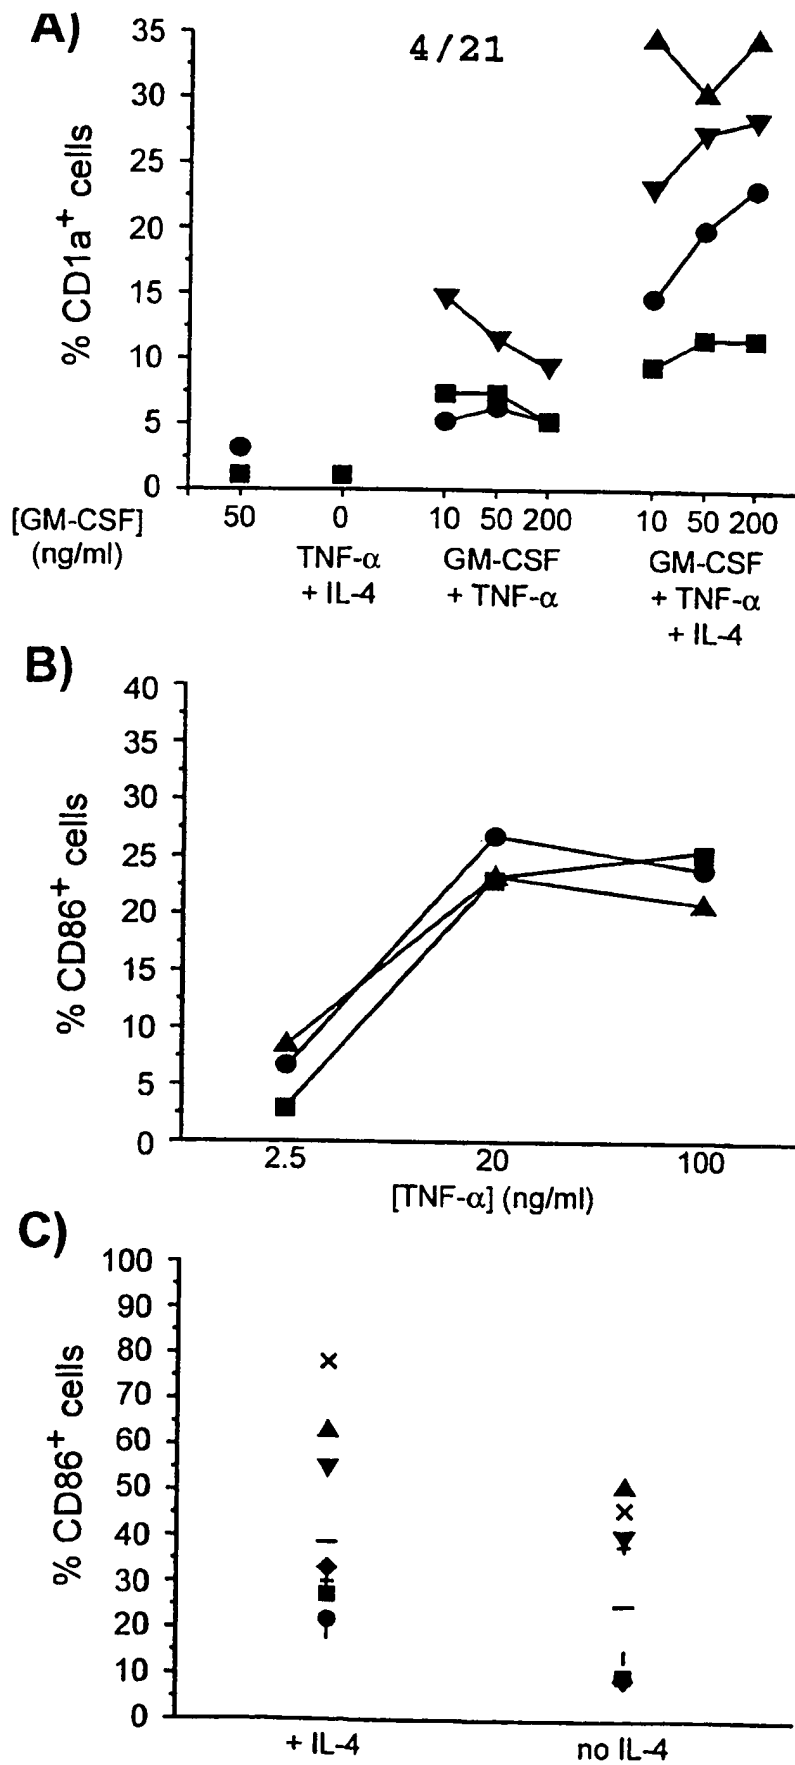 A)
4/21
% CD1a+ cells
35
30
25
20
15
10
5
0
[GM-CSF] 50 0 10 50 200 10 50 200
(ng/ml) TNF-α GM-CSF GM-CSF
+ IL-4 + TNF-α + TNF-α
+ IL-4
B)
% CD86+ cells
40
35
30
25
20
15
10
5
0
2.5 20 100
[TNF-α] (ng/ml)
C)
% CD86+ cells
100
90
80
70
60
50
40
30
20
10
0
+ IL-4 no IL-4